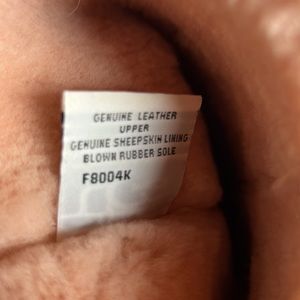 GENUINE LEATHER
UPPER
GENUINE SHEEPSKIN LINING
BLOWN RUBBER SOLE
F8004K